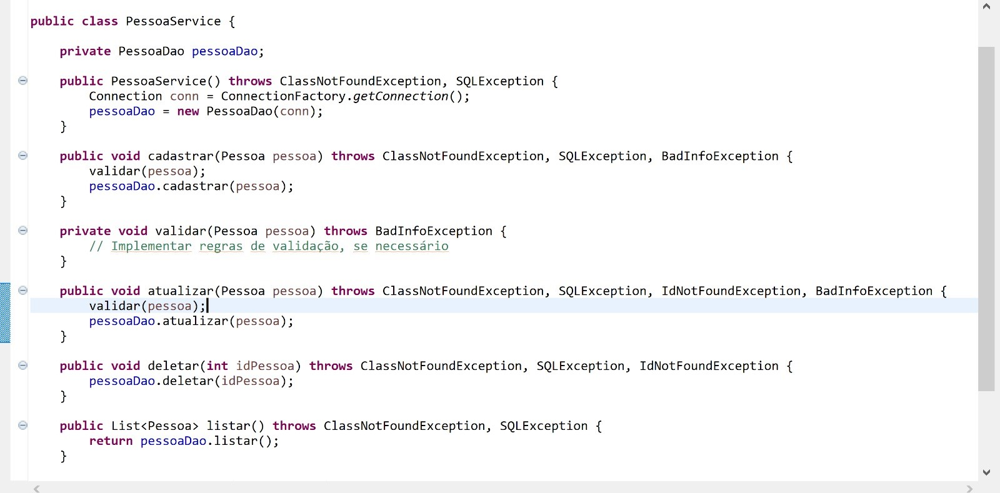 public class PessoaService {
private PessoaDao pessoaDao;
public PessoaService() throws ClassNotFoundException, SQLException {
Connection conn = ConnectionFactory.getConnection();
pessoaDao = new PessoaDao(conn);
}
public void cadastrar(Pessoa pessoa) throws ClassNotFoundException, SQLException, BadInfoException {
validar(pessoa);
pessoaDao.cadastrar(pessoa);
}
private void validar(Pessoa pessoa) throws BadInfoException {
// Implementar regras de validação, se necessário
}
public void atualizar(Pessoa pessoa) throws ClassNotFoundException, SQLException, IdNotFoundException, BadInfoException {
validar(pessoa);
pessoaDao.atualizar(pessoa);
}
public void deletar(int idPessoa) throws ClassNotFoundException, SQLException, IdNotFoundException {
pessoaDao.deletar(idPessoa);
}
public List<Pessoa> listar() throws ClassNotFoundException, SQLException {
return pessoaDao.listar();
}